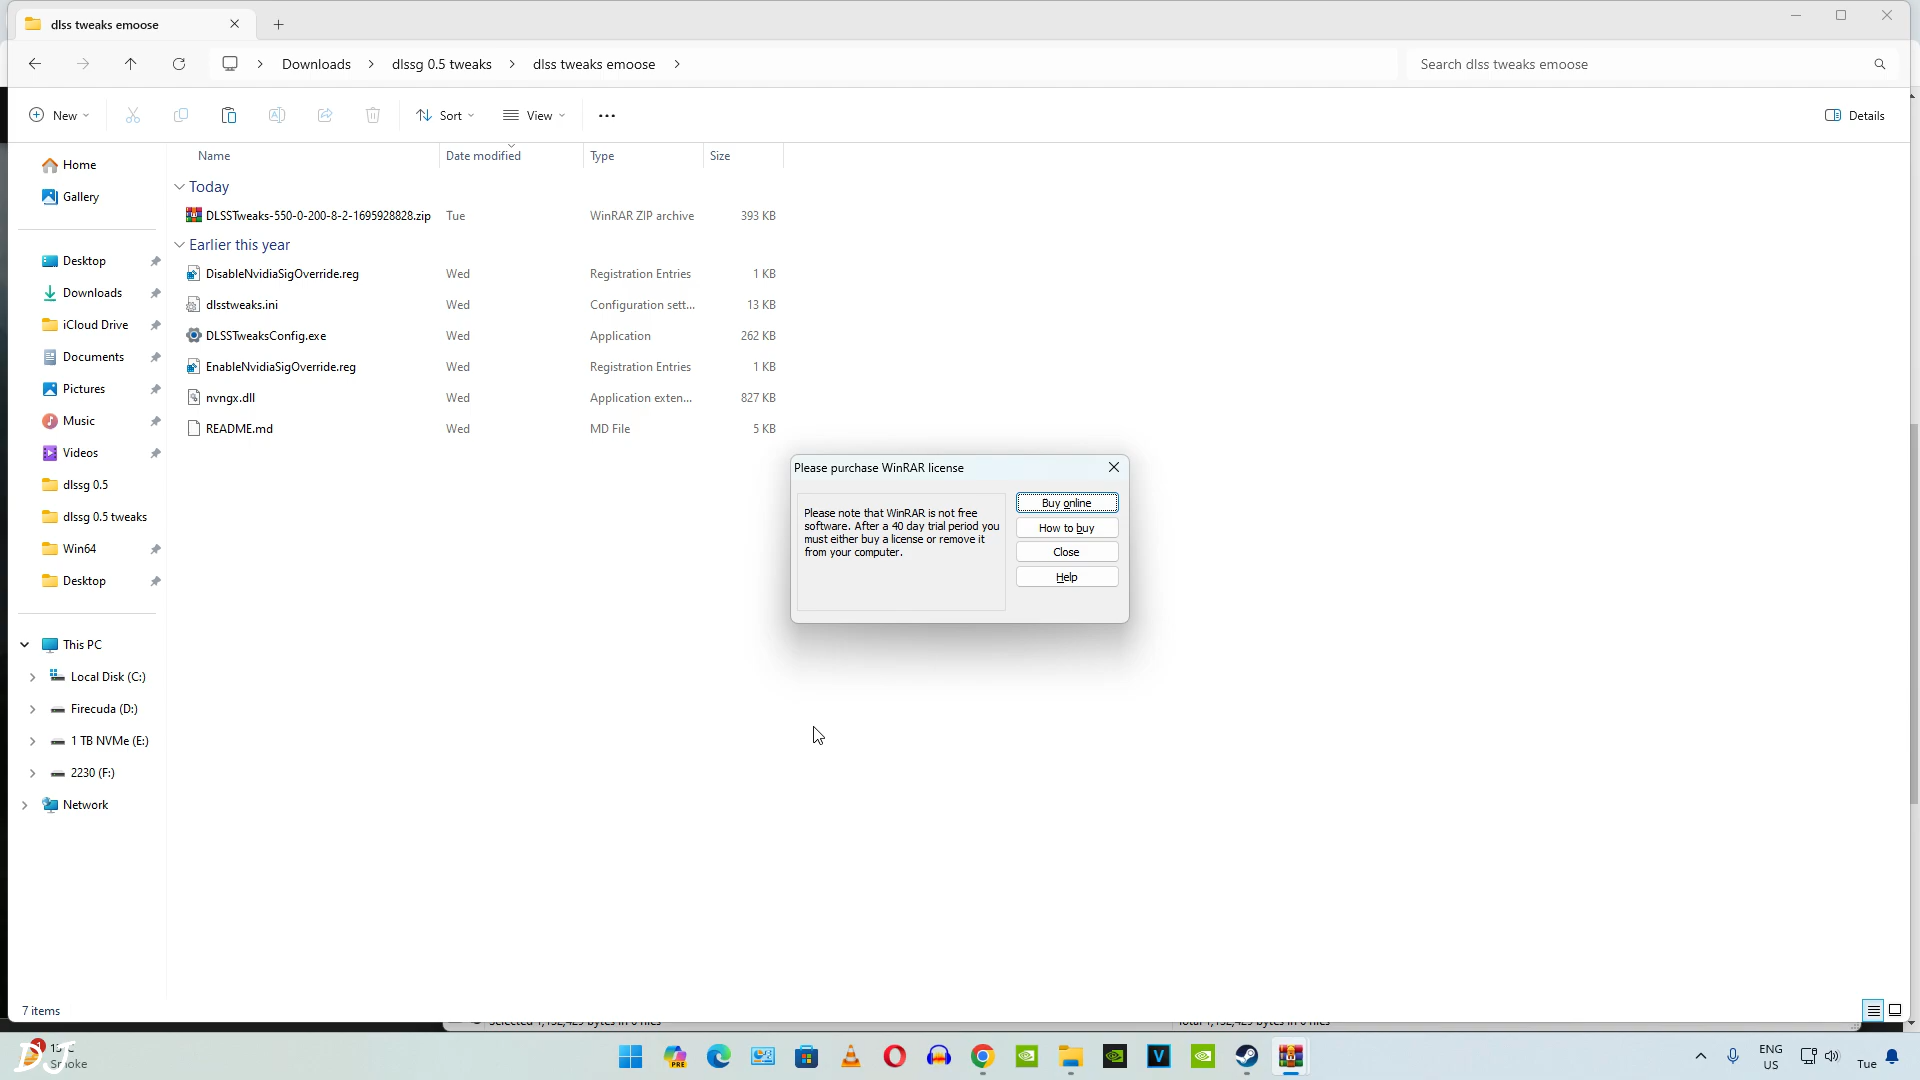 dlss tweaks emoose
Downloads
dlssg 0.5 tweaks
dlss tweaks emoose
Search dlss tweaks emoose
New
Sort
View
Details
Name
Date modified
Type
Size
Home
Gallery
Desktop
Downloads
iCloud Drive
Documents
Pictures
Music
Videos
dlssg 0.5
dlssg 0.5 tweaks
Win64
Desktop
This PC
Local Disk (C:)
Firecuda (D:)
1 TB NVMe (E:)
2230 (F:)
Network
Today
DLSSTweaks-550-0-200-8-2-1695928828.zip Tue WinRAR ZIP archive 393 KB
Earlier this year
DisableNvidiaSigOverride.reg Wed Registration Entries 1 KB
dlsstweaks.ini Wed Configuration sett... 13 KB
DLSSTweaksConfig.exe Wed Application 262 KB
EnableNvidiaSigOverride.reg Wed Registration Entries 1 KB
nvngx.dll Wed Application exten... 827 KB
README.md Wed MD File 5 KB
Please purchase WinRAR license
Please note that WinRAR is not free
software. After a 40 day trial period you
must either buy a license or remove it
from your computer.
Buy online
How to buy
Close
Help
7 items
PRE
V
ENG
US
Tue